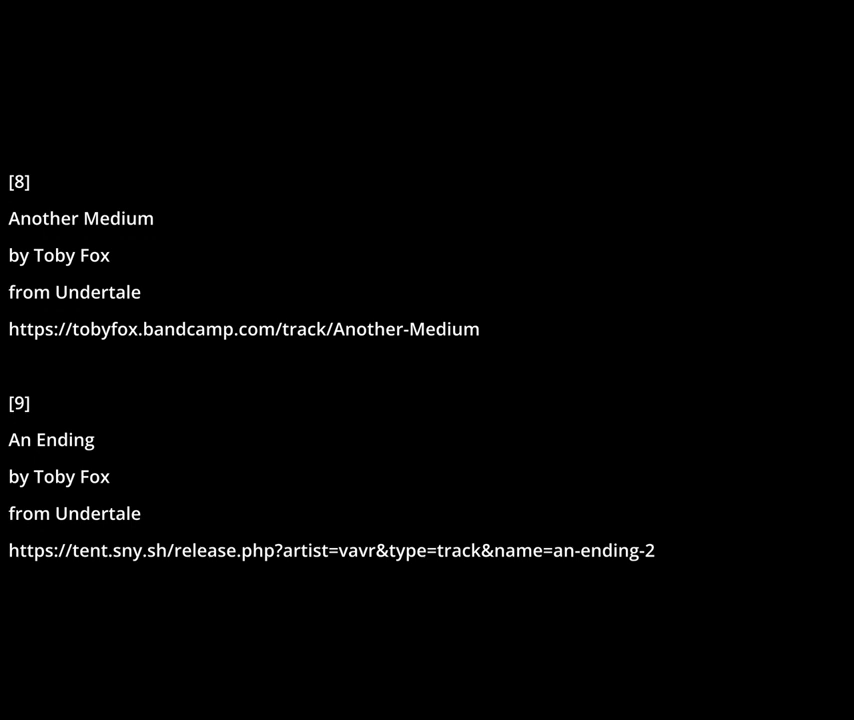 [8]
Another Medium
by Toby Fox
from Undertale
https://tobyfox.bandcamp.com/track/Another-Medium
[9]
An Ending
by Toby Fox
from Undertale
https://tent.sny.sh/release.php?artist=vavr&type=track&name=an-ending-2